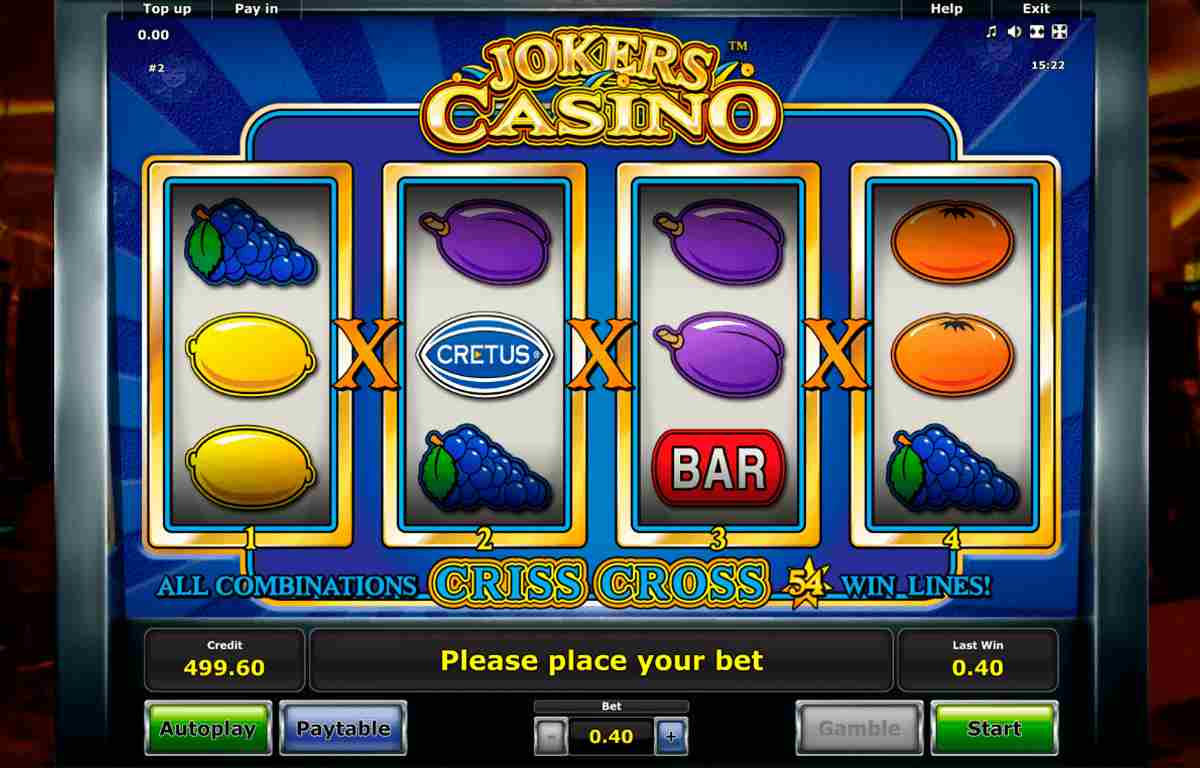 Top up
Pay in
Help
Exit
0.00
#2
15:22
JOKERS™
CASINO
X
CRETUS®
X
X
BAR
1
2
3
4
ALL COMBINATIONS CRISS CROSS 54 WIN LINES!
Credit
499.60
Please place your bet
Last Win
0.40
Autoplay
Paytable
Bet
- 0.40 +
Gamble
Start